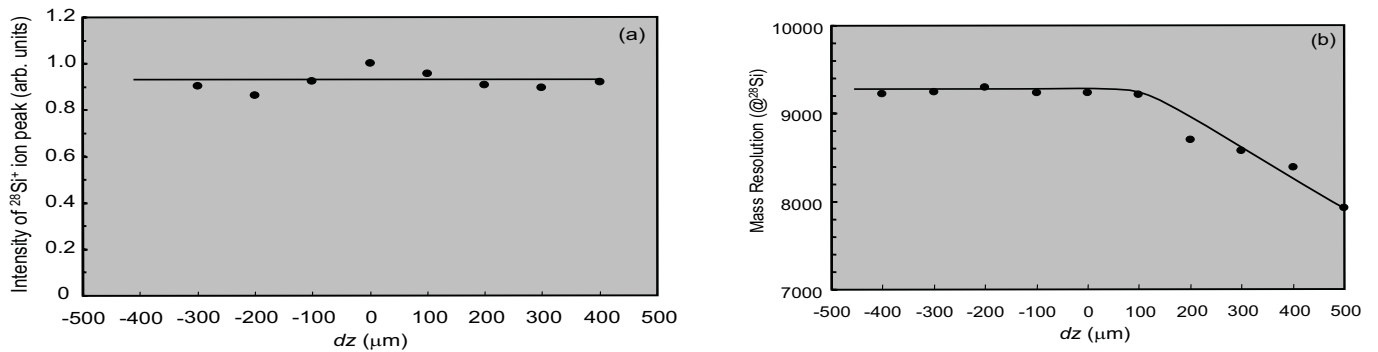 (a)
Intensity of ²⁸Si⁺ ion peak (arb. units)
1.2
1.0
0.8
0.6
0.4
0.2
0
-500 -400 -300 -200 -100 0 100 200 300 400 500
dz (μm)
(b)
Mass Resolution (@²⁸Si)
10000
9000
8000
7000
-500 -400 -300 -200 -100 0 100 200 300 400 500
dz (μm)